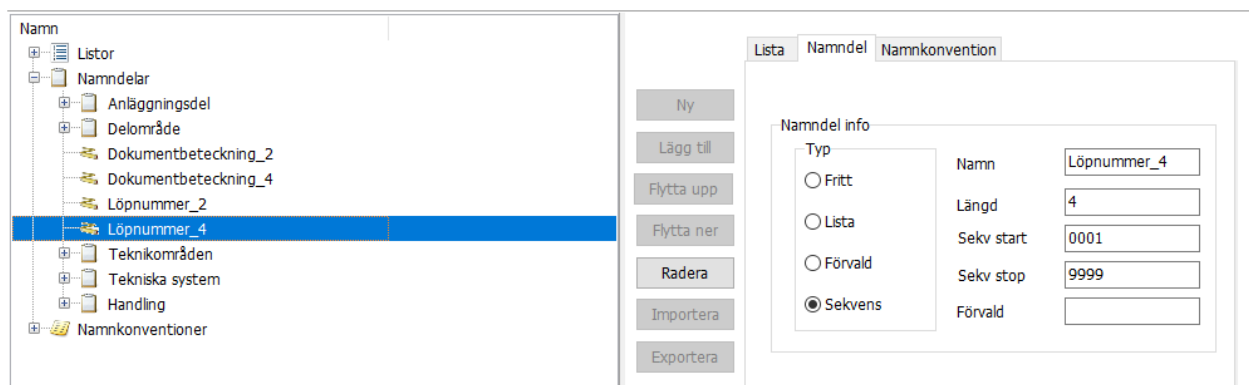 Namn
Listor
Namndelar
Anläggningsdel
Delområde
Dokumentbeteckning_2
Dokumentbeteckning_4
Löpnummer_2
Löpnummer_4
Teknikområden
Tekniska system
Handling
Namnkonventioner
Ny
Lägg till
Flytta upp
Flytta ner
Radera
Importera
Exportera
Lista Namndel Namnkonvention
Namndel info
Typ
Fritt
Lista
Förvald
Sekvens
Namn Löpnummer_4
Längd 4
Sekv start 0001
Sekv stop 9999
Förvald